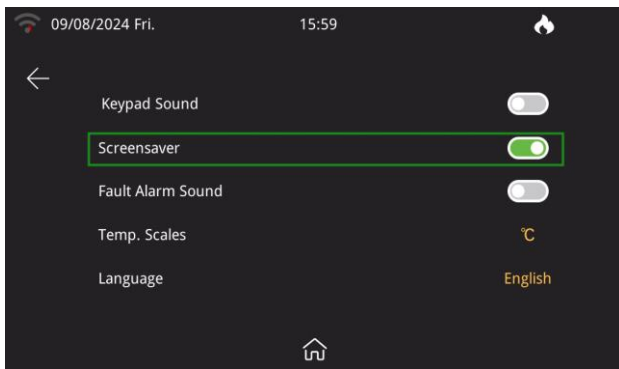 09/08/2024 Fri. 15:59
Keypad Sound
Screensaver
Fault Alarm Sound
Temp. Scales ℃
Language English